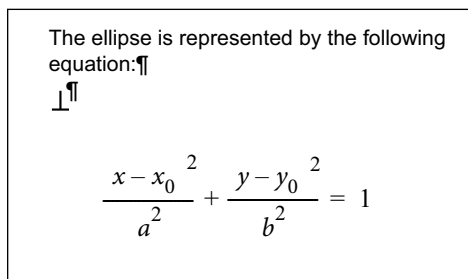 The ellipse is represented by the following
equation:¶
⊥¶
x – x₀ ² / a² + y – y₀ ² / b² = 1